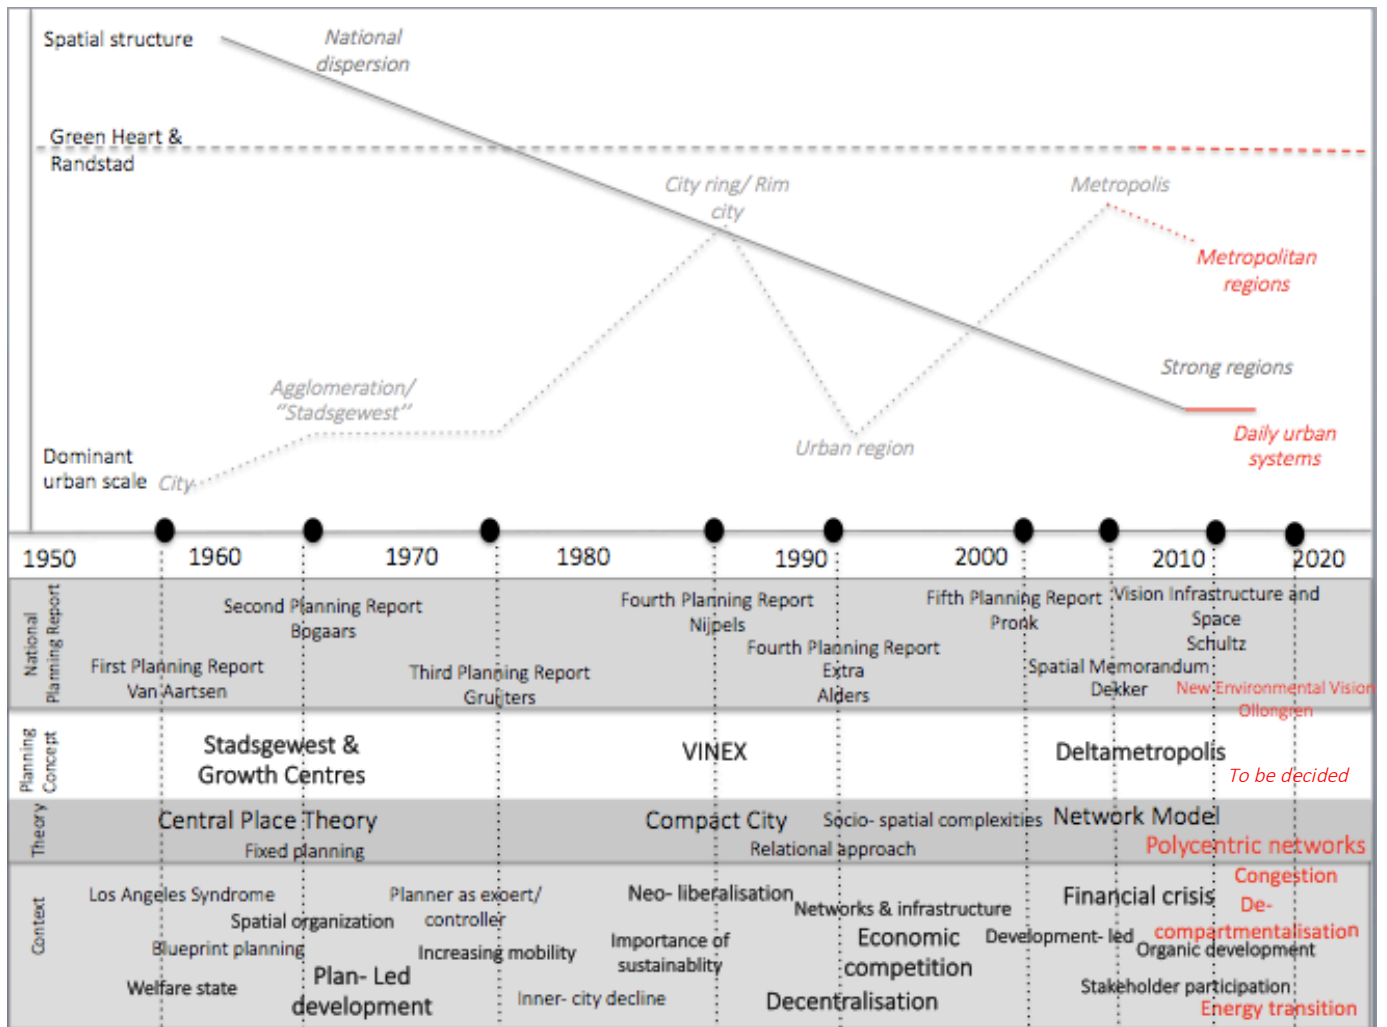 Spatial structure
National
dispersion
Green Heart &
Randstad
City ring/ Rim
city
Metropolis
Metropolitan
regions
Strong regions
Agglomeration/
“Stadsgewest”
Urban region
Daily urban
systems
Dominant
urban scale
City
1950 1960 1970 1980 1990 2000 2010 2020
National
Planning Report
First Planning Report
Van Aartsen
Second Planning Report
Bogaars
Third Planning Report
Gruijters
Fourth Planning Report
Nijpels
Fourth Planning Report
Extra
Alders
Fifth Planning Report
Pronk
Spatial Memorandum
Dekker
Vision Infrastructure and
Space
Schultz
New Environmental Vision
Ollongren
Planning
Concept
Stadsgewest &
Growth Centres
VINEX
Deltametropolis
To be decided
Theory
Central Place Theory
Fixed planning
Compact City
Relational approach
Socio- spatial complexities
Network Model
Polycentric networks
Context
Los Angeles Syndrome
Spatial organization
Blueprint planning
Welfare state
Plan- Led
development
Planner as expert/
controller
Increasing mobility
Inner- city decline
Neo- liberalisation
Importance of
sustainablity
Networks & infrastructure
Economic
competition
Decentralisation
Development- led
Financial crisis
Organic development
Stakeholder participation
Congestion
De-
compartmentalisation
Energy transition